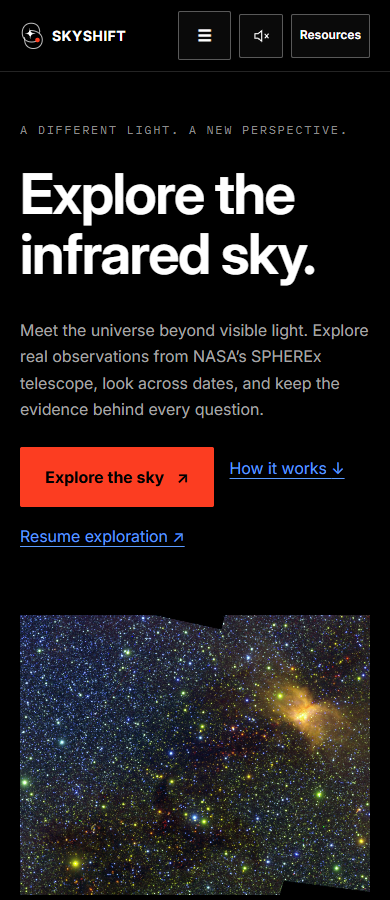 SKYSHIFT
Resources
A DIFFERENT LIGHT. A NEW PERSPECTIVE.
Explore the
infrared sky.
Meet the universe beyond visible light. Explore
real observations from NASA's SPHEREx
telescope, look across dates, and keep the
evidence behind every question.
Explore the sky ↗
How it works ↓
Resume exploration ↗